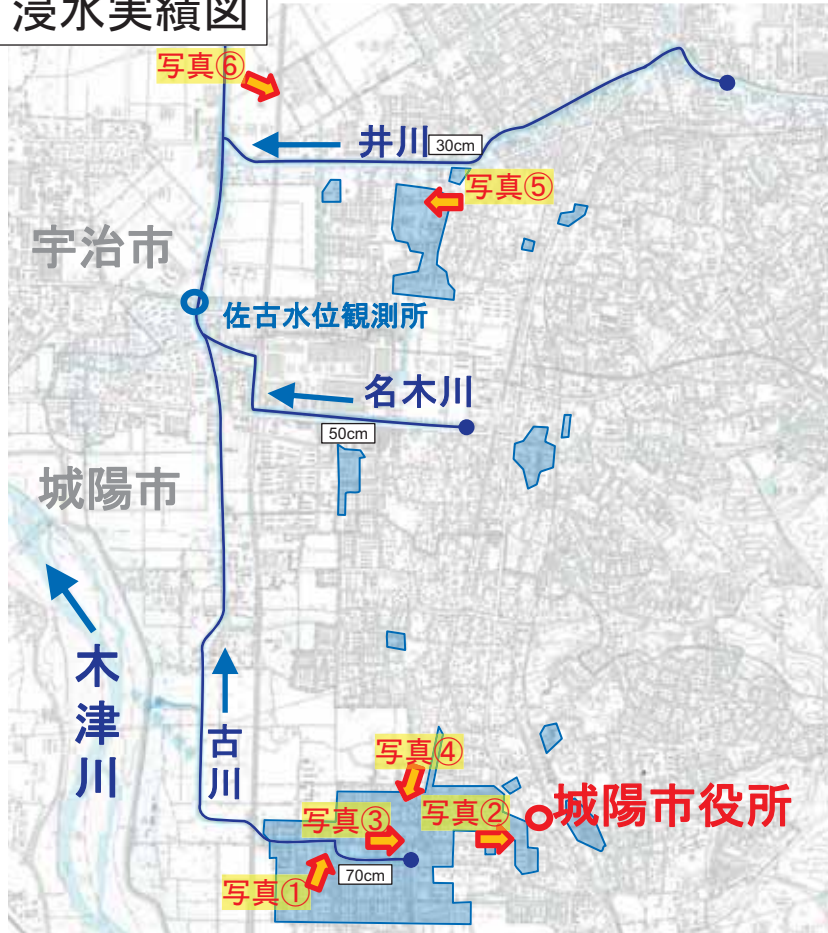 浸水実績図
写真⑥
井川
30cm
写真⑤
宇治市
佐古水位観測所
名木川
50cm
城陽市
木津川
古川
写真④
写真③
写真②
城陽市役所
写真①
70cm